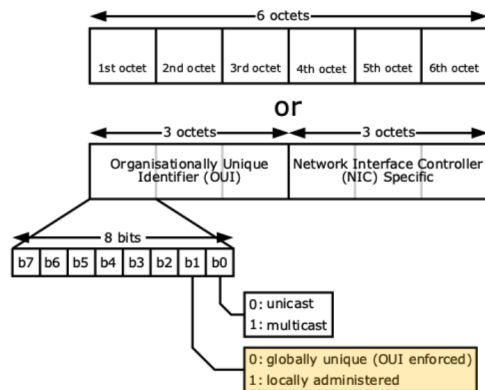 6 octets
1st octet 2nd octet 3rd octet 4th octet 5th octet 6th octet
or
3 octets 3 octets
Organisationally Unique Identifier (OUI)
Network Interface Controller (NIC) Specific
8 bits
b7 b6 b5 b4 b3 b2 b1 b0
0: unicast
1: multicast
0: globally unique (OUI enforced)
1: locally administered